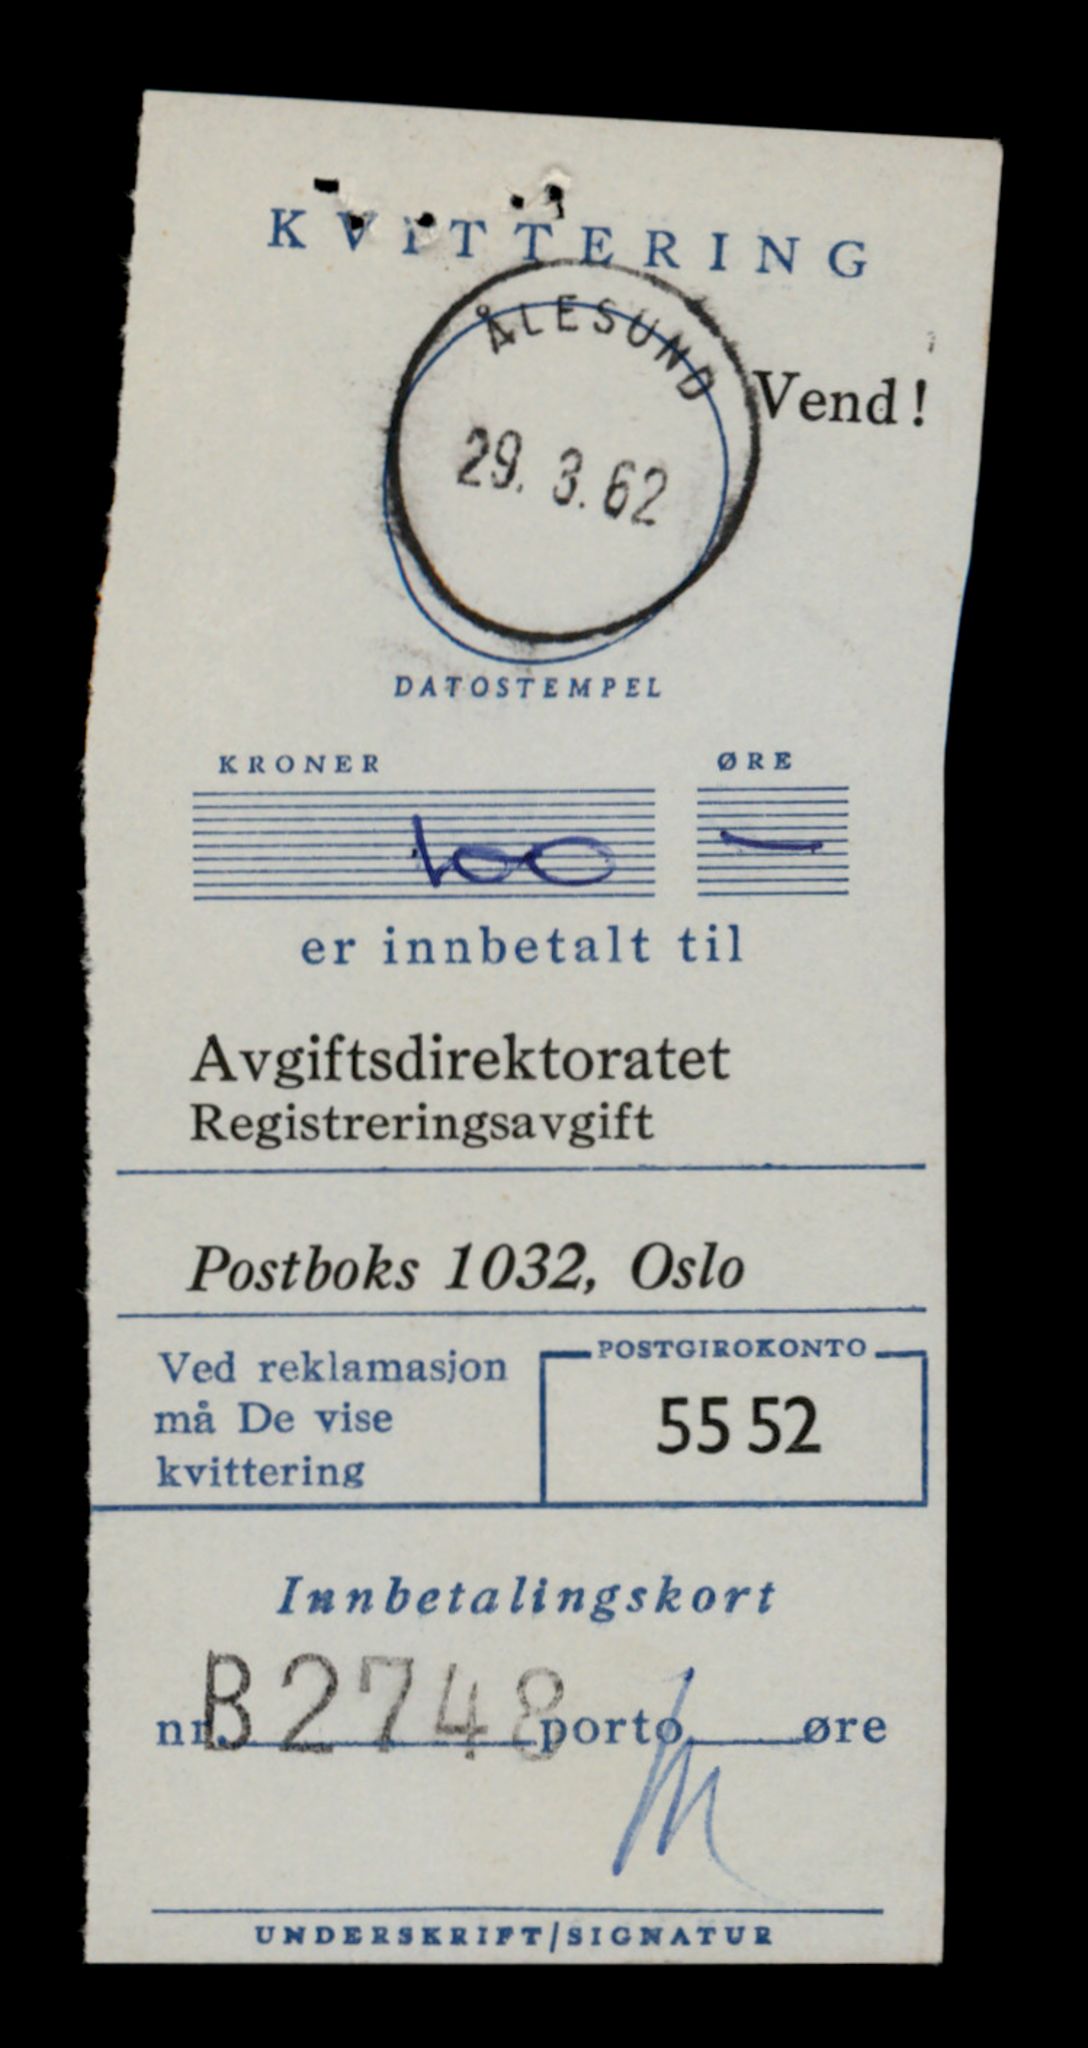 KVITTERING
ÅLESUND
Vend!
29. 3. 62
DATOSTEMPEL
KRONER ØRE
100 —
er innbetalt til
Avgiftsdirektoratet
Registreringsavgift
Postboks 1032, Oslo
Ved reklamasjon
må De vise
kvittering
POSTGIROKONTO
55 52
Innbetalingskort
nr. B2748 porto øre
UNDERSKRIFT/SIGNATUR